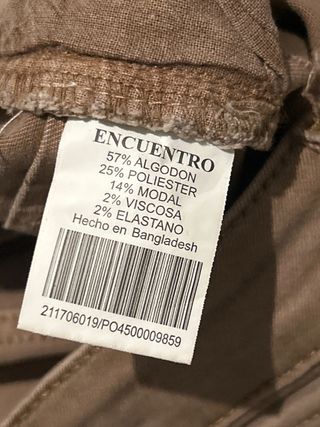 ENCUENTRO
57% ALGODON
25% POLIESTER
14% MODAL
2% VISCOSA
2% ELASTANO
Hecho en Bangladesh
211706019/PO4500009859